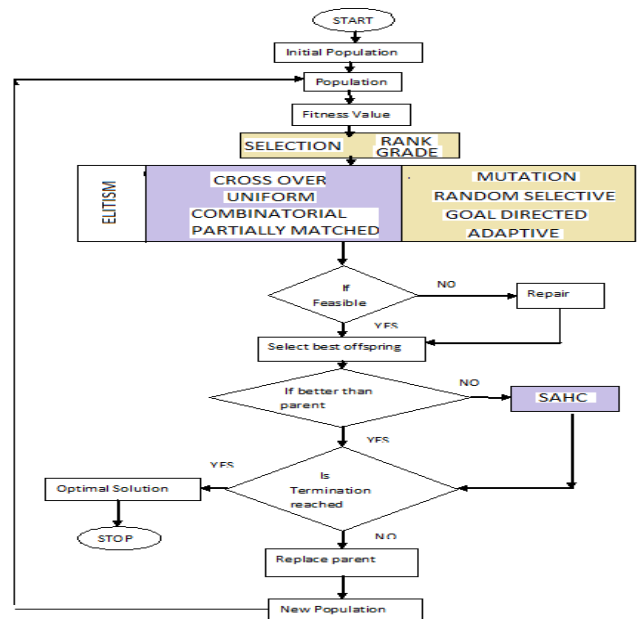 START
Initial Population
Population
Fitness Value
SELECTION RANK
GRADE
ELITISM
CROSS OVER
UNIFORM
COMBINATORIAL
PARTIALLY MATCHED
MUTATION
RANDOM SELECTIVE
GOAL DIRECTED
ADAPTIVE
If
Feasible
NO
Repair
YES
Select best offspring
If better than
parent
NO
SAHC
YES
Is
Termination
reached
YES
Optimal Solution
STOP
NO
Replace parent
New Population